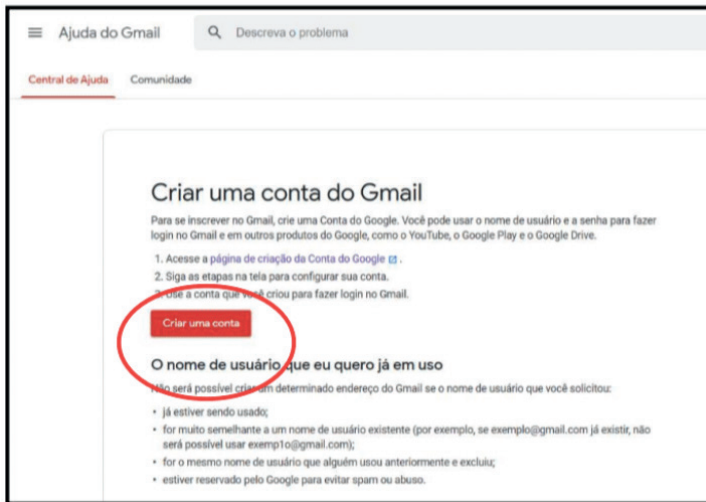 Ajuda do Gmail
Descreva o problema
Central de Ajuda Comunidade
Criar uma conta do Gmail
Para se inscrever no Gmail, crie uma Conta do Google. Você pode usar o nome de usuário e a senha para fazer
login no Gmail e em outros produtos do Google, como o YouTube, o Google Play e o Google Drive.
1. Acesse a página de criação da Conta do Google .
2. Siga as etapas na tela para configurar sua conta.
3. Use a conta que você criou para fazer login no Gmail.
Criar uma conta
O nome de usuário que eu quero já em uso
Não será possível criar um determinado endereço do Gmail se o nome de usuário que você solicitou:
• já estiver sendo usado;
• for muito semelhante a um nome de usuário existente (por exemplo, se exemplo@gmail.com já existir, não
será possível usar exemp1o@gmail.com);
• for o mesmo nome de usuário que alguém usou anteriormente e excluiu;
• estiver reservado pelo Google para evitar spam ou abuso.